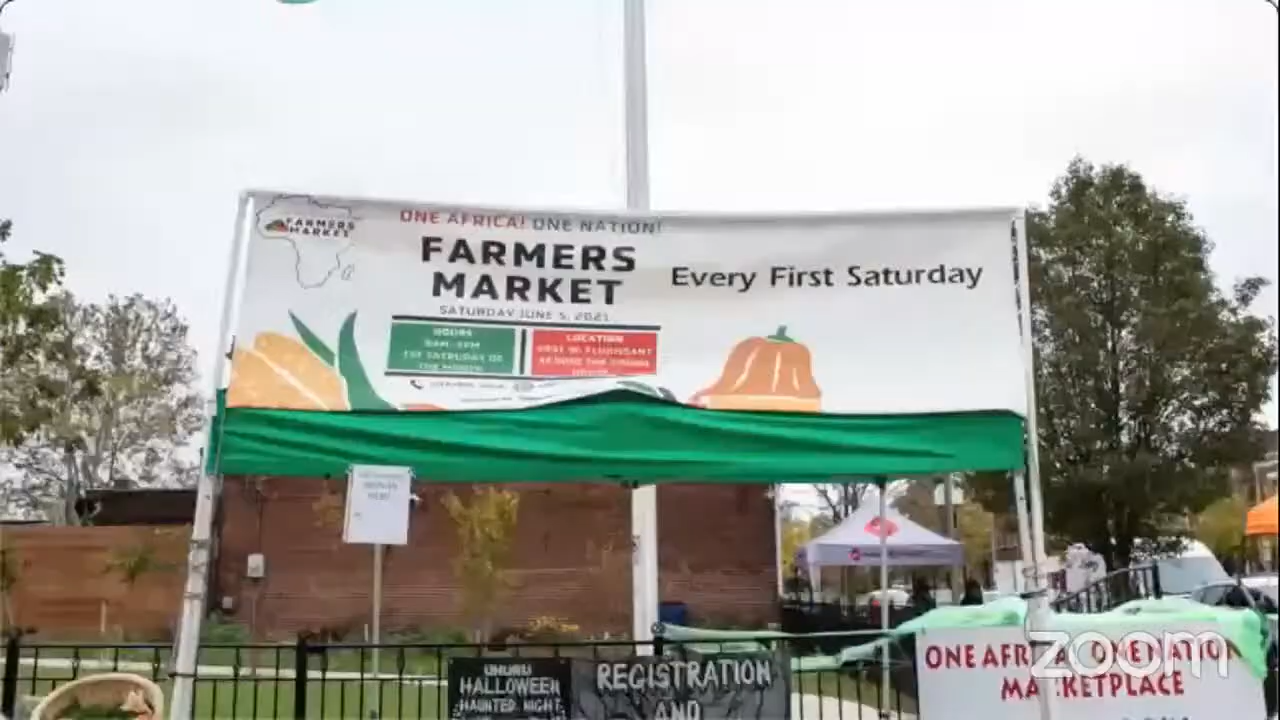 FARMERS
MARKET
ONE AFRICA! ONE NATION!
FARMERS
MARKET
SATURDAY JUNE 5, 2021
Every First Saturday
HOURS
LOCATION
UHURU
HALLOWEEN
HAUNTED NIGHT
REGISTRATION
AND
ONE AFRICA! ONE NATION
MARKETPLACE
zoom